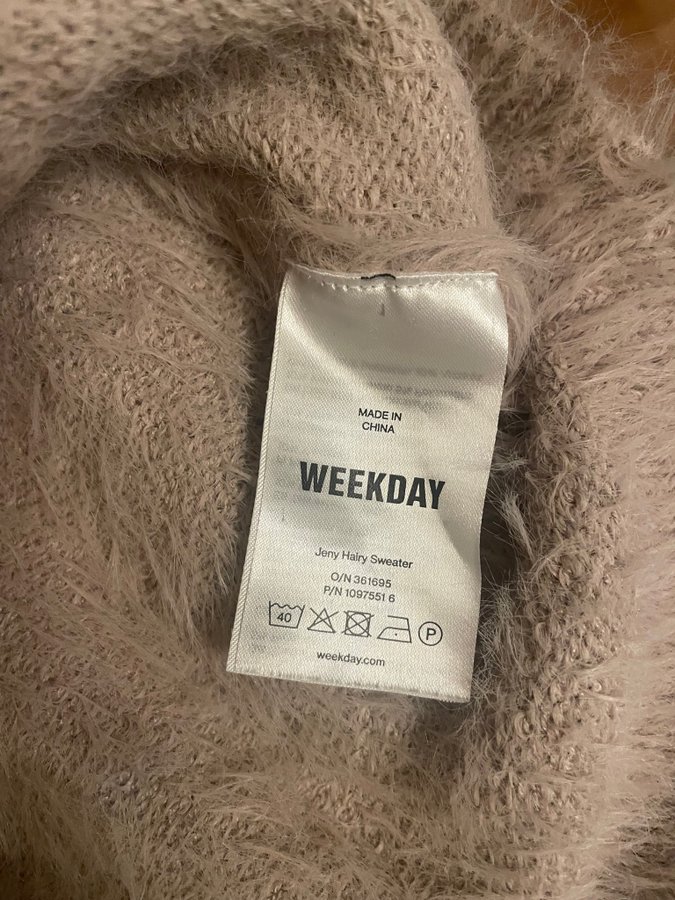 MADE IN
CHINA
WEEKDAY
Jeny Hairy Sweater
O/N 361695
P/N 1097551 6
40
P
weekday.com